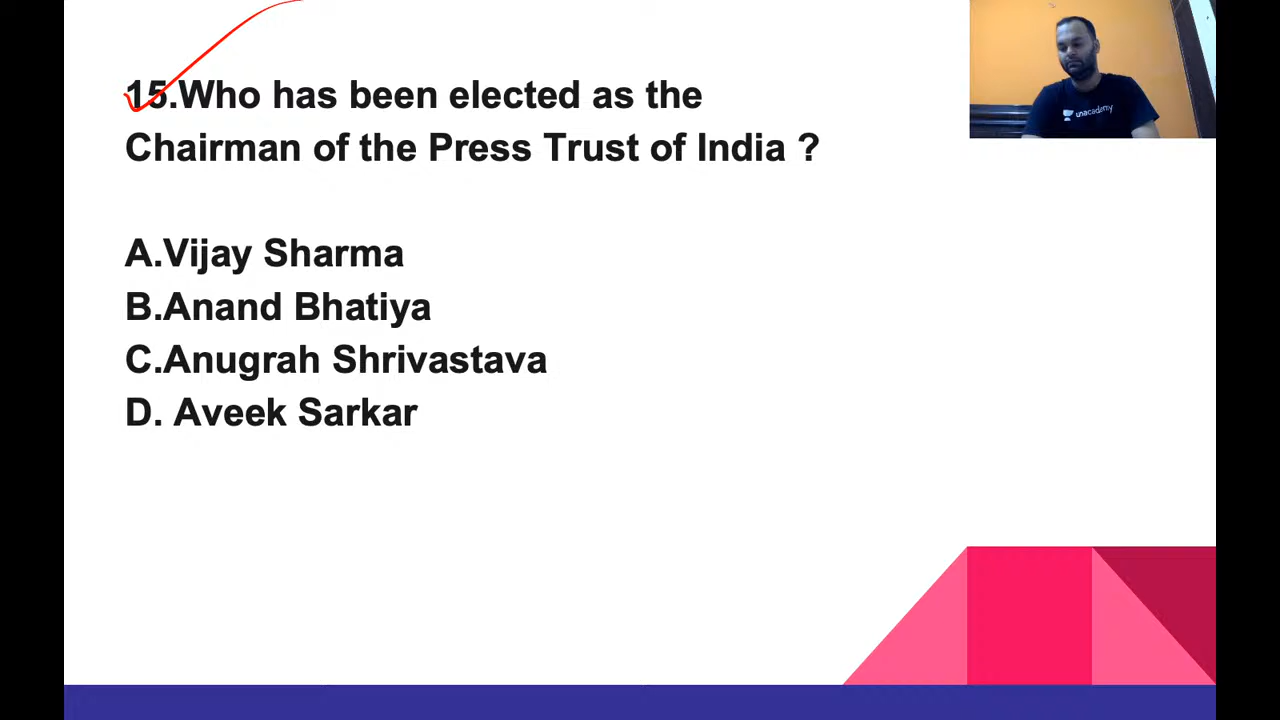 15.Who has been elected as the
Chairman of the Press Trust of India ?
A.Vijay Sharma
B.Anand Bhatiya
C.Anugrah Shrivastava
D. Aveek Sarkar
unacademy